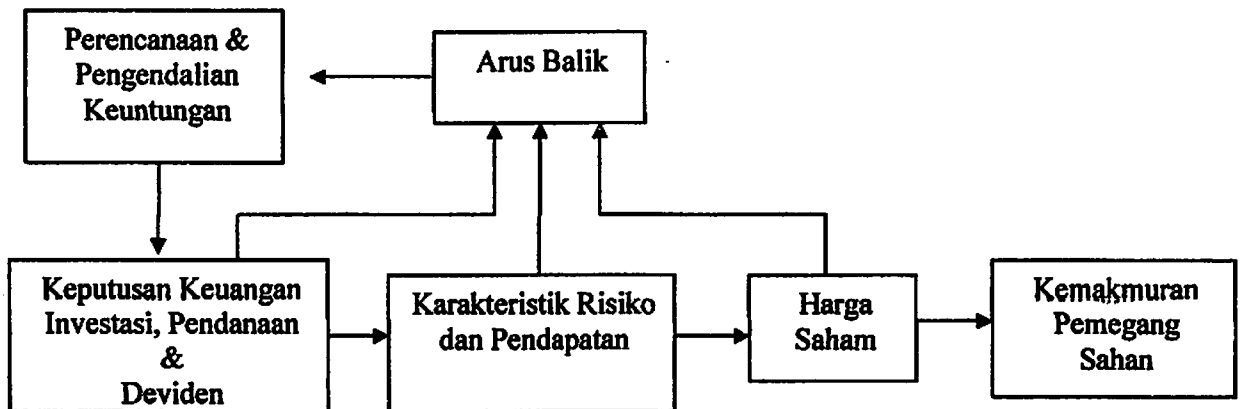 Perencanaan &
Pengendalian
Keuntungan
Arus Balik
Keputusan Keuangan
Investasi, Pendanaan
&
Deviden
Karakteristik Risiko
dan Pendapatan
Harga
Saham
Kemakmuran
Pemegang
Sahan